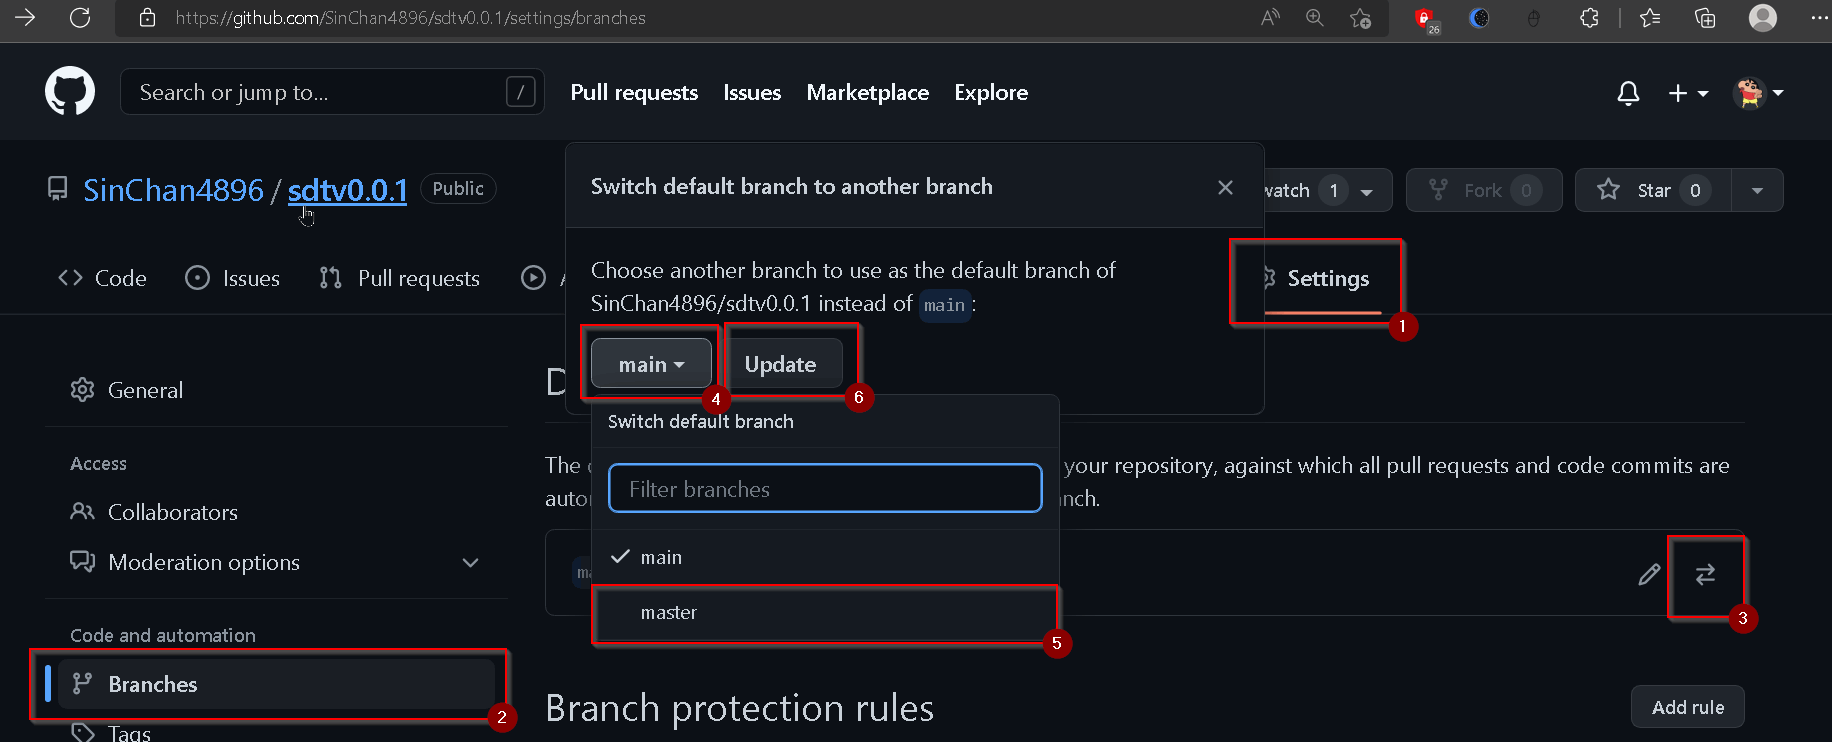 https://github.com/SinChan4896/sdtv0.0.1/settings/branches
26
Search or jump to... /
Pull requests Issues Marketplace Explore
SinChan4896 / sdtv0.0.1 Public
Switch default branch to another branch
watch 1 Fork 0 Star 0
Code Issues Pull requests A
Settings
1
Choose another branch to use as the default branch of
SinChan4896/sdtv0.0.1 instead of main:
main Update
4 6
D
Switch default branch
Filter branches
main
master
5
The your repository, against which all pull requests and code commits are
auto nch.
ma
3
General
Access
Collaborators
Moderation options
Code and automation
Branches
2
Tags
Branch protection rules
Add rule